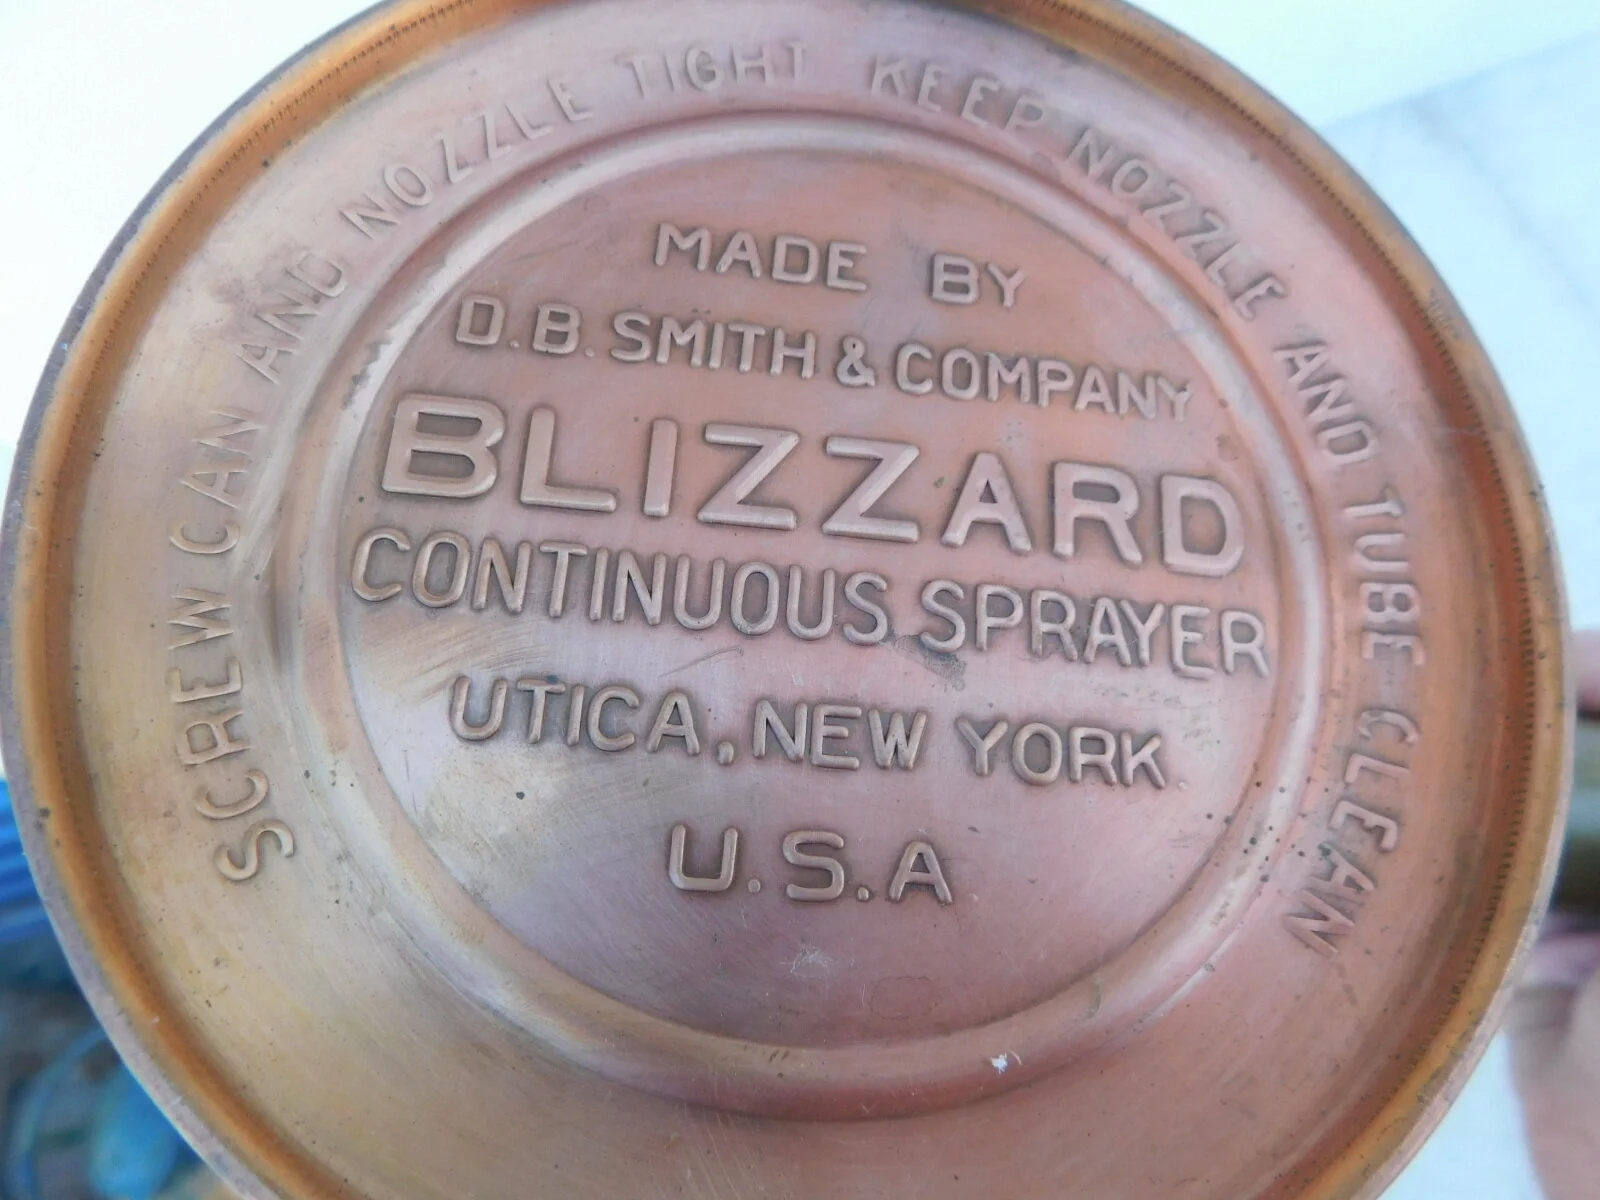 SCREW CAN AND NOZZLE TIGHT KEEP NOZZLE AND TUBE CLEAN
MADE BY
D.B. SMITH & COMPANY
BLIZZARD
CONTINUOUS SPRAYER
UTICA, NEW YORK
U.S.A